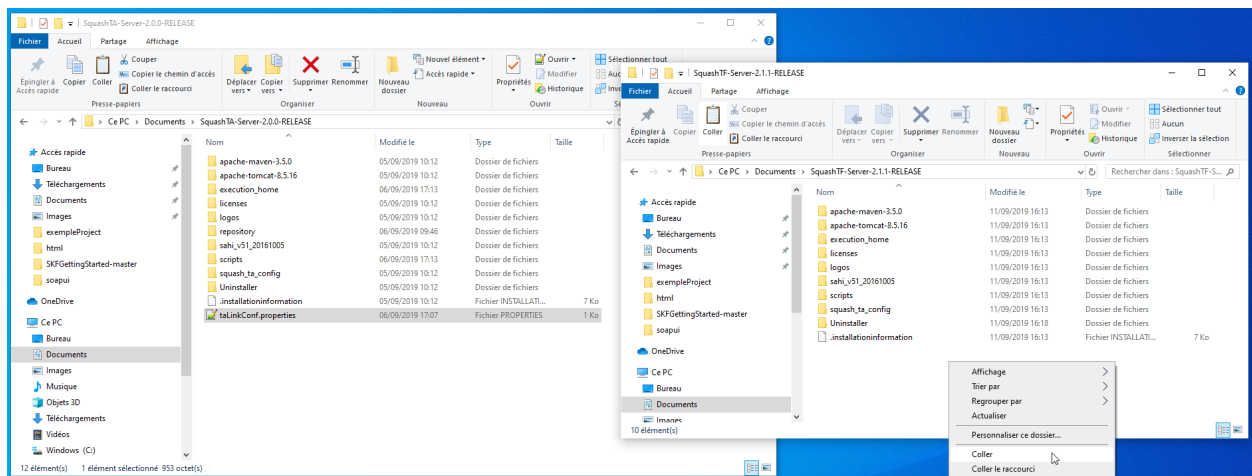 SquashTA-Server-2.0.0-RELEASE
Fichier Accueil Partage Affichage
Épingler à Accès rapide
Copier
Coller
Couper
Copier le chemin d'accès
Coller le raccourci
Déplacer vers
Copier vers
Supprimer
Renommer
Nouveau dossier
Nouvel élément
Accès rapide
Propriétés
Ouvrir
Modifier
Historique
Sélectionner tout
Presse-papiers Organiser Nouveau Ouvrir
Ce PC > Documents > SquashTA-Server-2.0.0-RELEASE
Accès rapide
Bureau
Téléchargements
Documents
Images
exempleProject
html
SKFGettingStarted-master
soapui
OneDrive
Ce PC
Bureau
Documents
Images
Musique
Objets 3D
Téléchargements
Vidéos
Windows (C:)
Nom Modifié le Type Taille
apache-maven-3.5.0 05/09/2019 10:12 Dossier de fichiers
apache-tomcat-8.5.16 05/09/2019 10:12 Dossier de fichiers
execution_home 06/09/2019 17:13 Dossier de fichiers
licenses 05/09/2019 10:12 Dossier de fichiers
logos 05/09/2019 10:12 Dossier de fichiers
repository 06/09/2019 09:46 Dossier de fichiers
sahi_v51_20161005 05/09/2019 10:12 Dossier de fichiers
scripts 06/09/2019 17:13 Dossier de fichiers
squash_ta_config 05/09/2019 10:12 Dossier de fichiers
Uninstaller 05/09/2019 10:12 Dossier de fichiers
.installationinformation 05/09/2019 10:12 Fichier INSTALLATI... 7 Ko
taLinkConf.properties 06/09/2019 17:07 Fichier PROPERTIES 1 Ko
12 élément(s) 1 élément sélectionné 953 octet(s)
SquashTF-Server-2.1.1-RELEASE
Fichier Accueil Partage Affichage
Épingler à Accès rapide
Copier
Coller
Couper
Copier le chemin d'accès
Coller le raccourci
Déplacer vers
Copier vers
Supprimer
Renommer
Nouveau dossier
Propriétés
Ouvrir
Modifier
Historique
Sélectionner tout
Aucun
Inverser la sélection
Presse-papiers Organiser Nouveau Ouvrir Sélectionner
Ce PC > Documents > SquashTF-Server-2.1.1-RELEASE
Rechercher dans : SquashTF-S...
Accès rapide
Bureau
Téléchargements
Documents
Images
exempleProject
html
SKFGettingStarted-master
soapui
OneDrive
Ce PC
Bureau
Documents
Images
Nom Modifié le Type Taille
apache-maven-3.5.0 11/09/2019 16:13 Dossier de fichiers
apache-tomcat-8.5.16 11/09/2019 16:13 Dossier de fichiers
execution_home 11/09/2019 16:13 Dossier de fichiers
licenses 11/09/2019 16:13 Dossier de fichiers
logos 11/09/2019 16:13 Dossier de fichiers
sahi_v51_20161005 11/09/2019 16:13 Dossier de fichiers
scripts 11/09/2019 16:13 Dossier de fichiers
squash_ta_config 11/09/2019 16:13 Dossier de fichiers
Uninstaller 11/09/2019 16:18 Dossier de fichiers
.installationinformation 11/09/2019 16:13 Fichier INSTALLATI... 7 Ko
10 élément(s)
Affichage
Trier par
Regrouper par
Actualiser
Personnaliser ce dossier...
Coller
Coller le raccourci